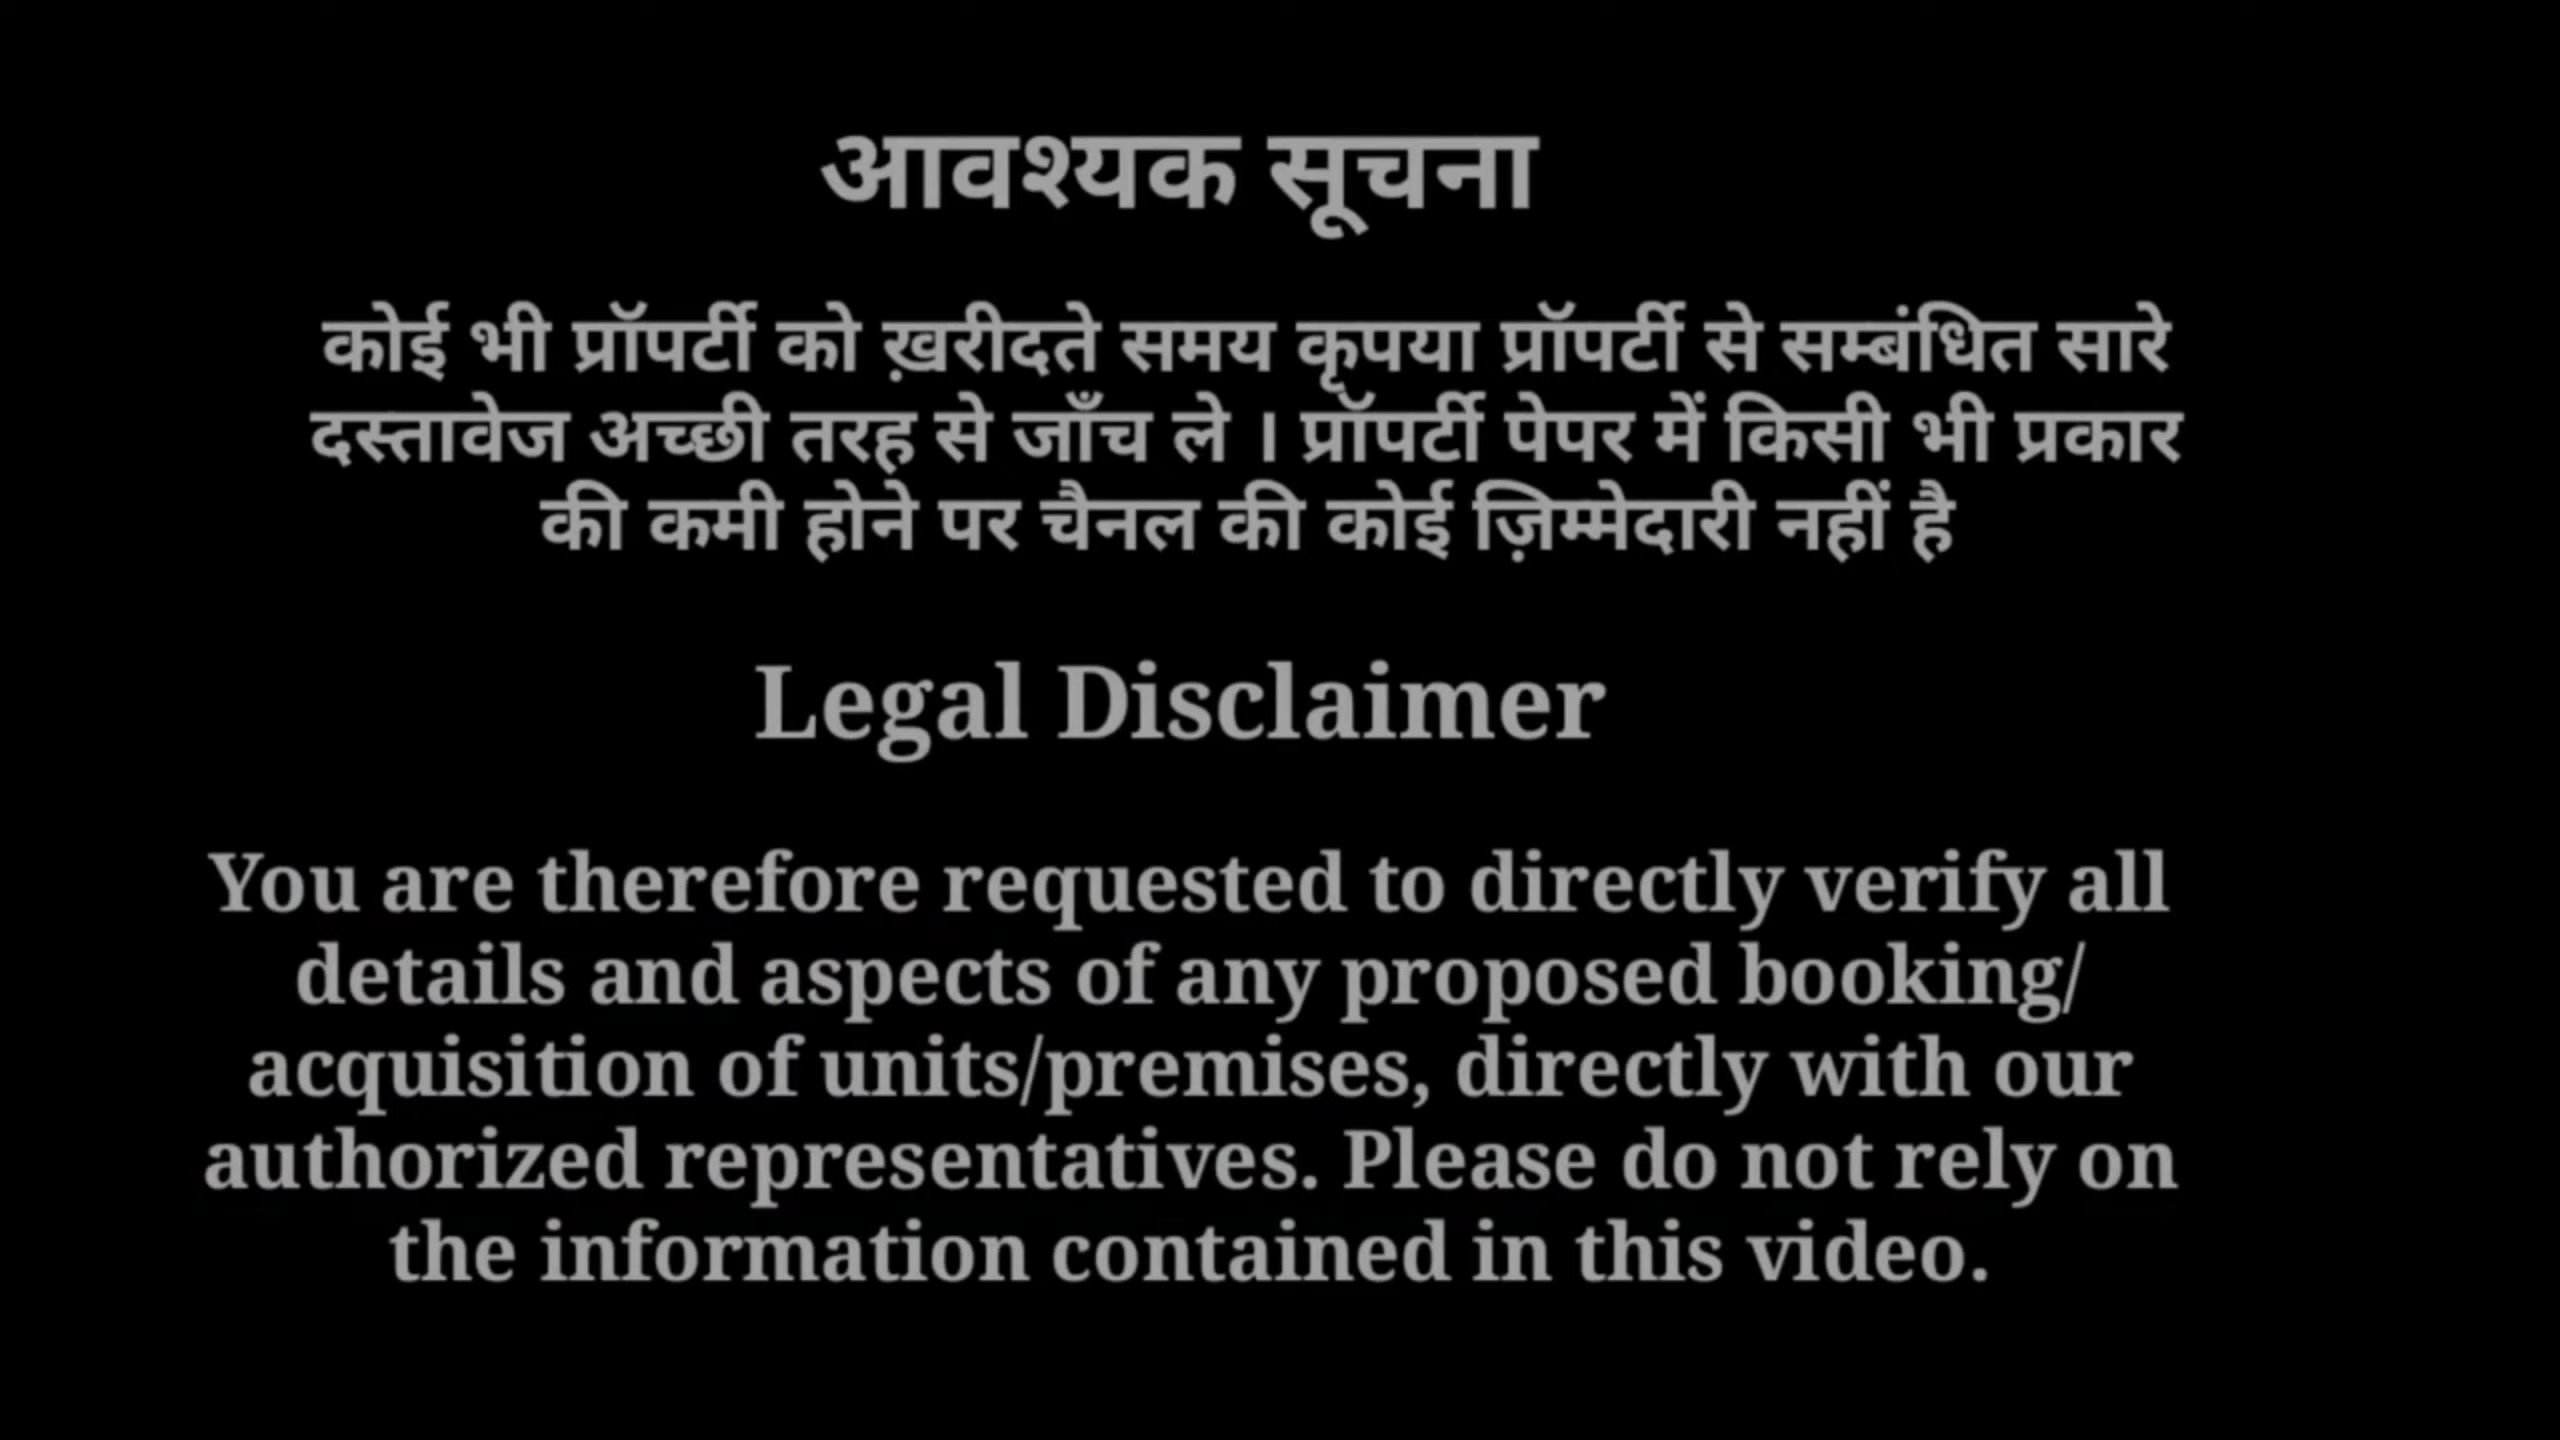 आवश्यक सूचना
कोई भी प्रॉपर्टी को ख़रीदते समय कृपया प्रॉपर्टी से सम्बंधित सारे
दस्तावेज अच्छी तरह से जाँच ले । प्रॉपर्टी पेपर में किसी भी प्रकार
की कमी होने पर चैनल की कोई ज़िम्मेदारी नहीं है
Legal Disclaimer
You are therefore requested to directly verify all
details and aspects of any proposed booking/
acquisition of units/premises, directly with our
authorized representatives. Please do not rely on
the information contained in this video.